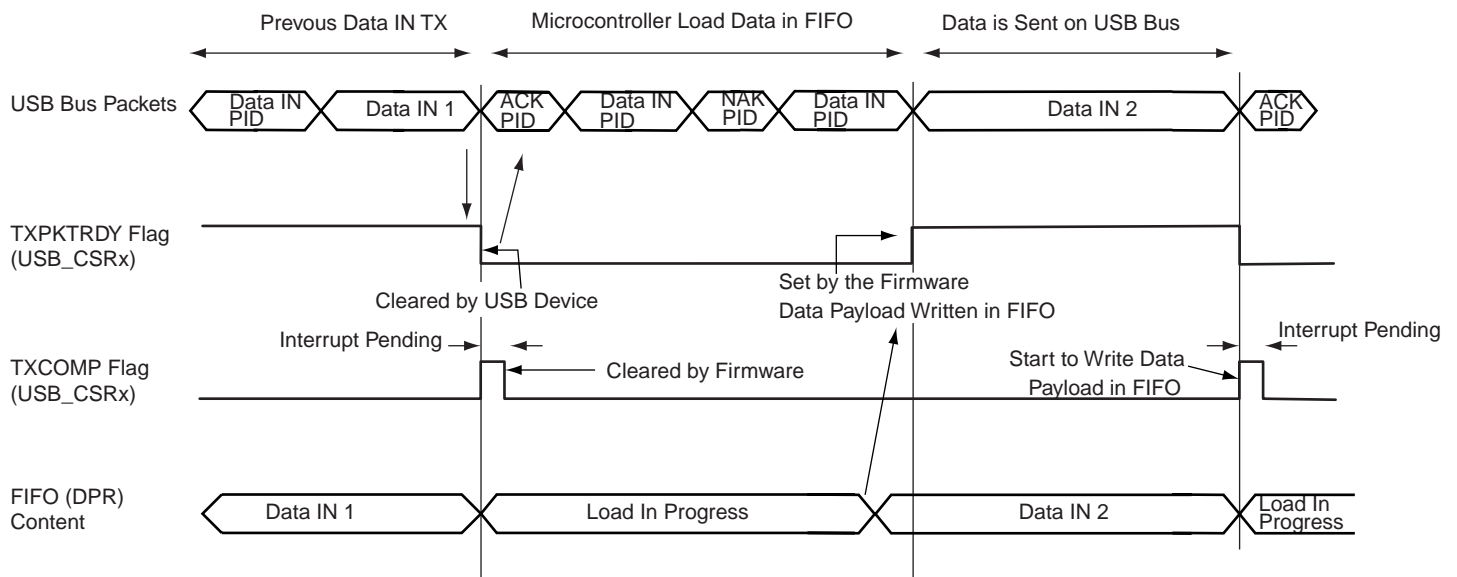 Prevous Data IN TX
Microcontroller Load Data in FIFO
Data is Sent on USB Bus
USB Bus Packets
Data IN
PID
Data IN 1
ACK
PID
Data IN
PID
NAK
PID
Data IN
PID
Data IN 2
ACK
PID
TXPKTRDY Flag
(USB_CSRx)
Cleared by USB Device
Set by the Firmware
Data Payload Written in FIFO
Interrupt Pending
Interrupt Pending
TXCOMP Flag
(USB_CSRx)
Cleared by Firmware
Start to Write Data
Payload in FIFO
FIFO (DPR)
Content
Data IN 1
Load In Progress
Data IN 2
Load In
Progress